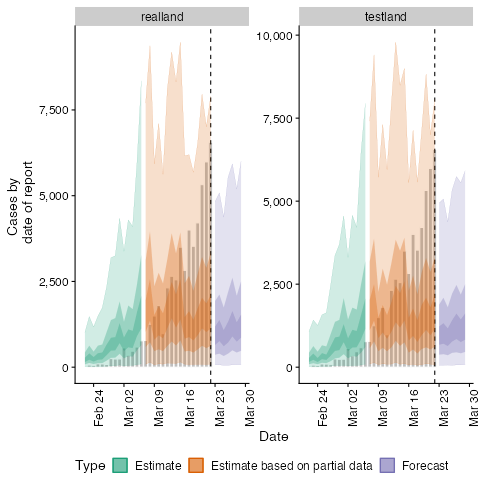 realland
testland
10,000
7,500
5,000
2,500
0
7,500
5,000
2,500
0
Cases by
date of report
Feb 24
Mar 02
Mar 09
Mar 16
Mar 23
Mar 30
Feb 24
Mar 02
Mar 09
Mar 16
Mar 23
Mar 30
Date
Type
Estimate
Estimate based on partial data
Forecast